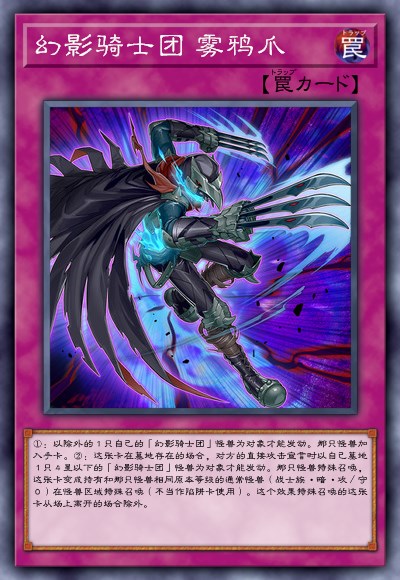 幻影骑士团 雾鸦爪
トラップ
罠
トラップ
【罠カード】
①：以除外的１只自己的「幻影骑士团」怪兽为对象才能发动。那只怪兽加
入手卡。②：这张卡在墓地存在的场合，对方的直接攻击宣言时以自己墓地
１只４星以下的「幻影骑士团」怪兽为对象才能发动。那只怪兽特殊召唤，
这张卡变成持有和那只怪兽相同原本等级的通常怪兽（战士族·暗·攻／守
０）在怪兽区域特殊召唤（不当作陷阱卡使用）。这个效果特殊召唤的这张
卡从场上离开的场合除外。